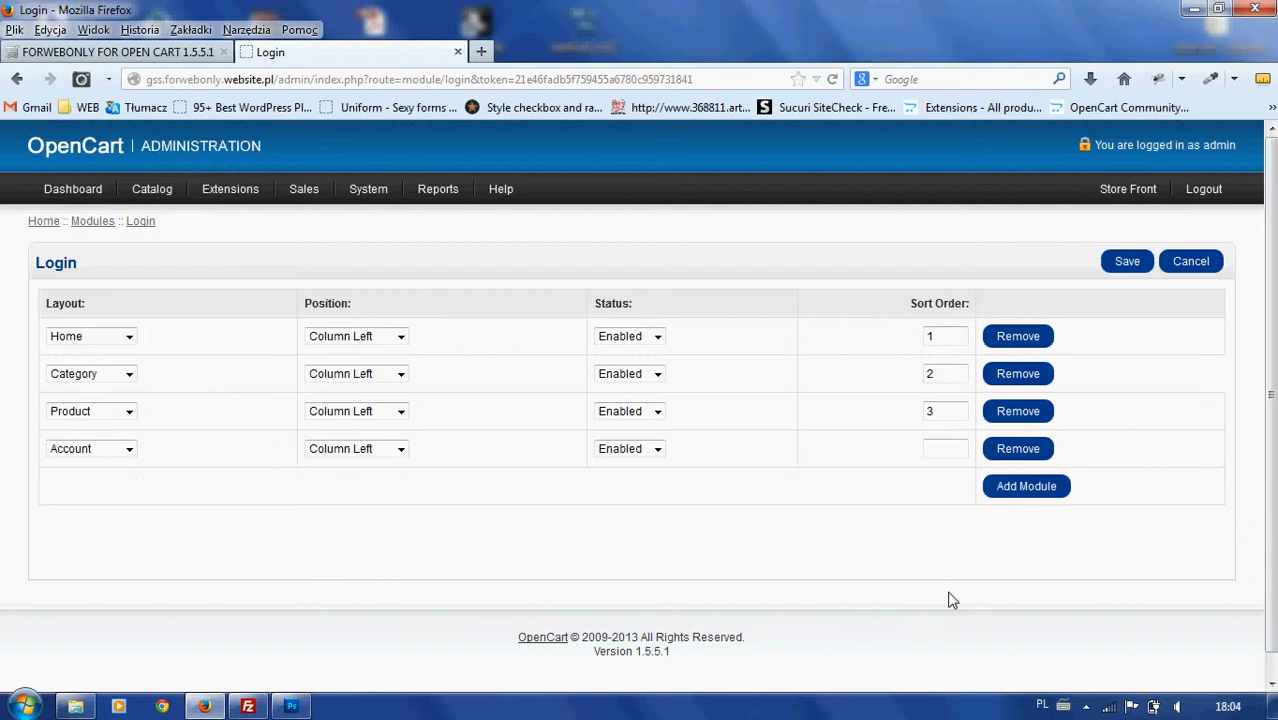 Login - Mozilla Firefox
Plik Edycja Widok Historia Zakładki Narzędzia Pomoc
FORWEBONLY FOR OPEN CART 1.5.5.1 Login
gss.forwebonly.website.pl/admin/index.php?route=module/login&token=21e46fadb5f759455a6780c959731841 Google
Gmail WEB Tłumacz 95+ Best WordPress Pl... Uniform - Sexy forms ... Style checkbox and ra... http://www.368811.art... Sucuri SiteCheck - Fre... Extensions - All produ... OpenCart Community...
OpenCart | ADMINISTRATION You are logged in as admin
Dashboard Catalog Extensions Sales System Reports Help Store Front Logout
Home :: Modules :: Login
Login Save Cancel
Layout: Position: Status: Sort Order:
Home Column Left Enabled 1 Remove
Category Column Left Enabled 2 Remove
Product Column Left Enabled 3 Remove
Account Column Left Enabled Remove
Add Module
OpenCart © 2009-2013 All Rights Reserved.
Version 1.5.5.1
PL 18:04